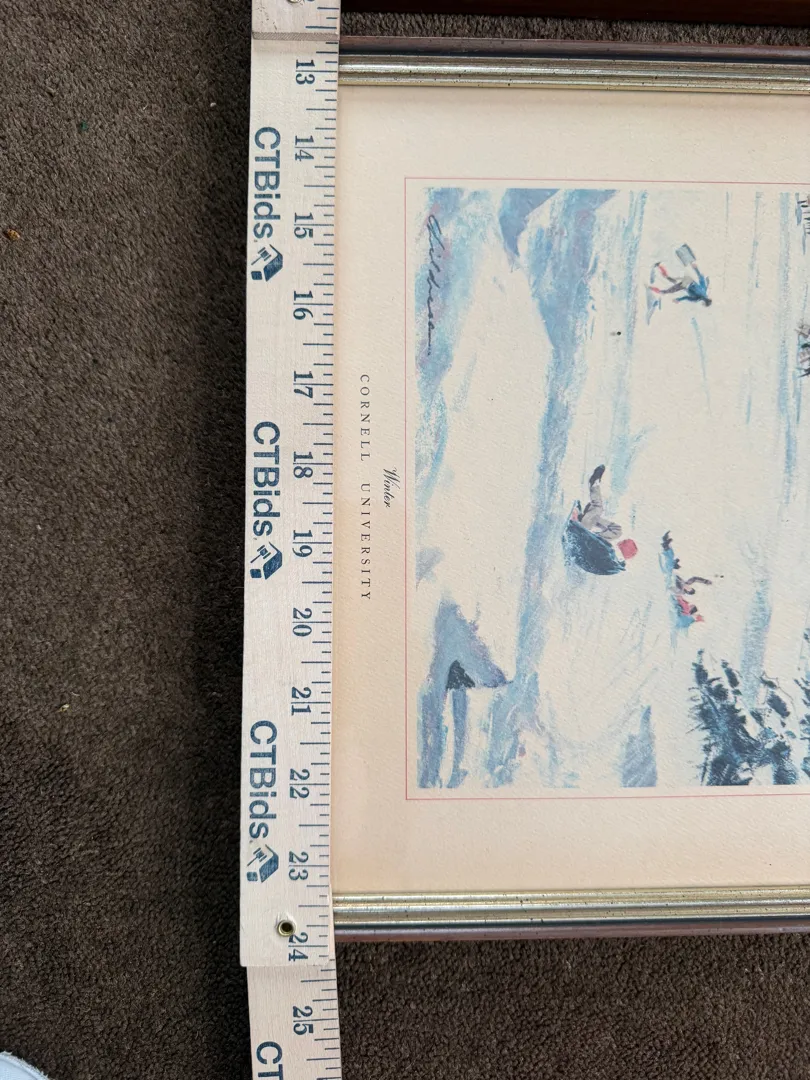 13
14
CTBids
15
16
17
CTBids
18
19
20
21
CTBids
22
23
24
25
CT
Winter
CORNELL UNIVERSITY